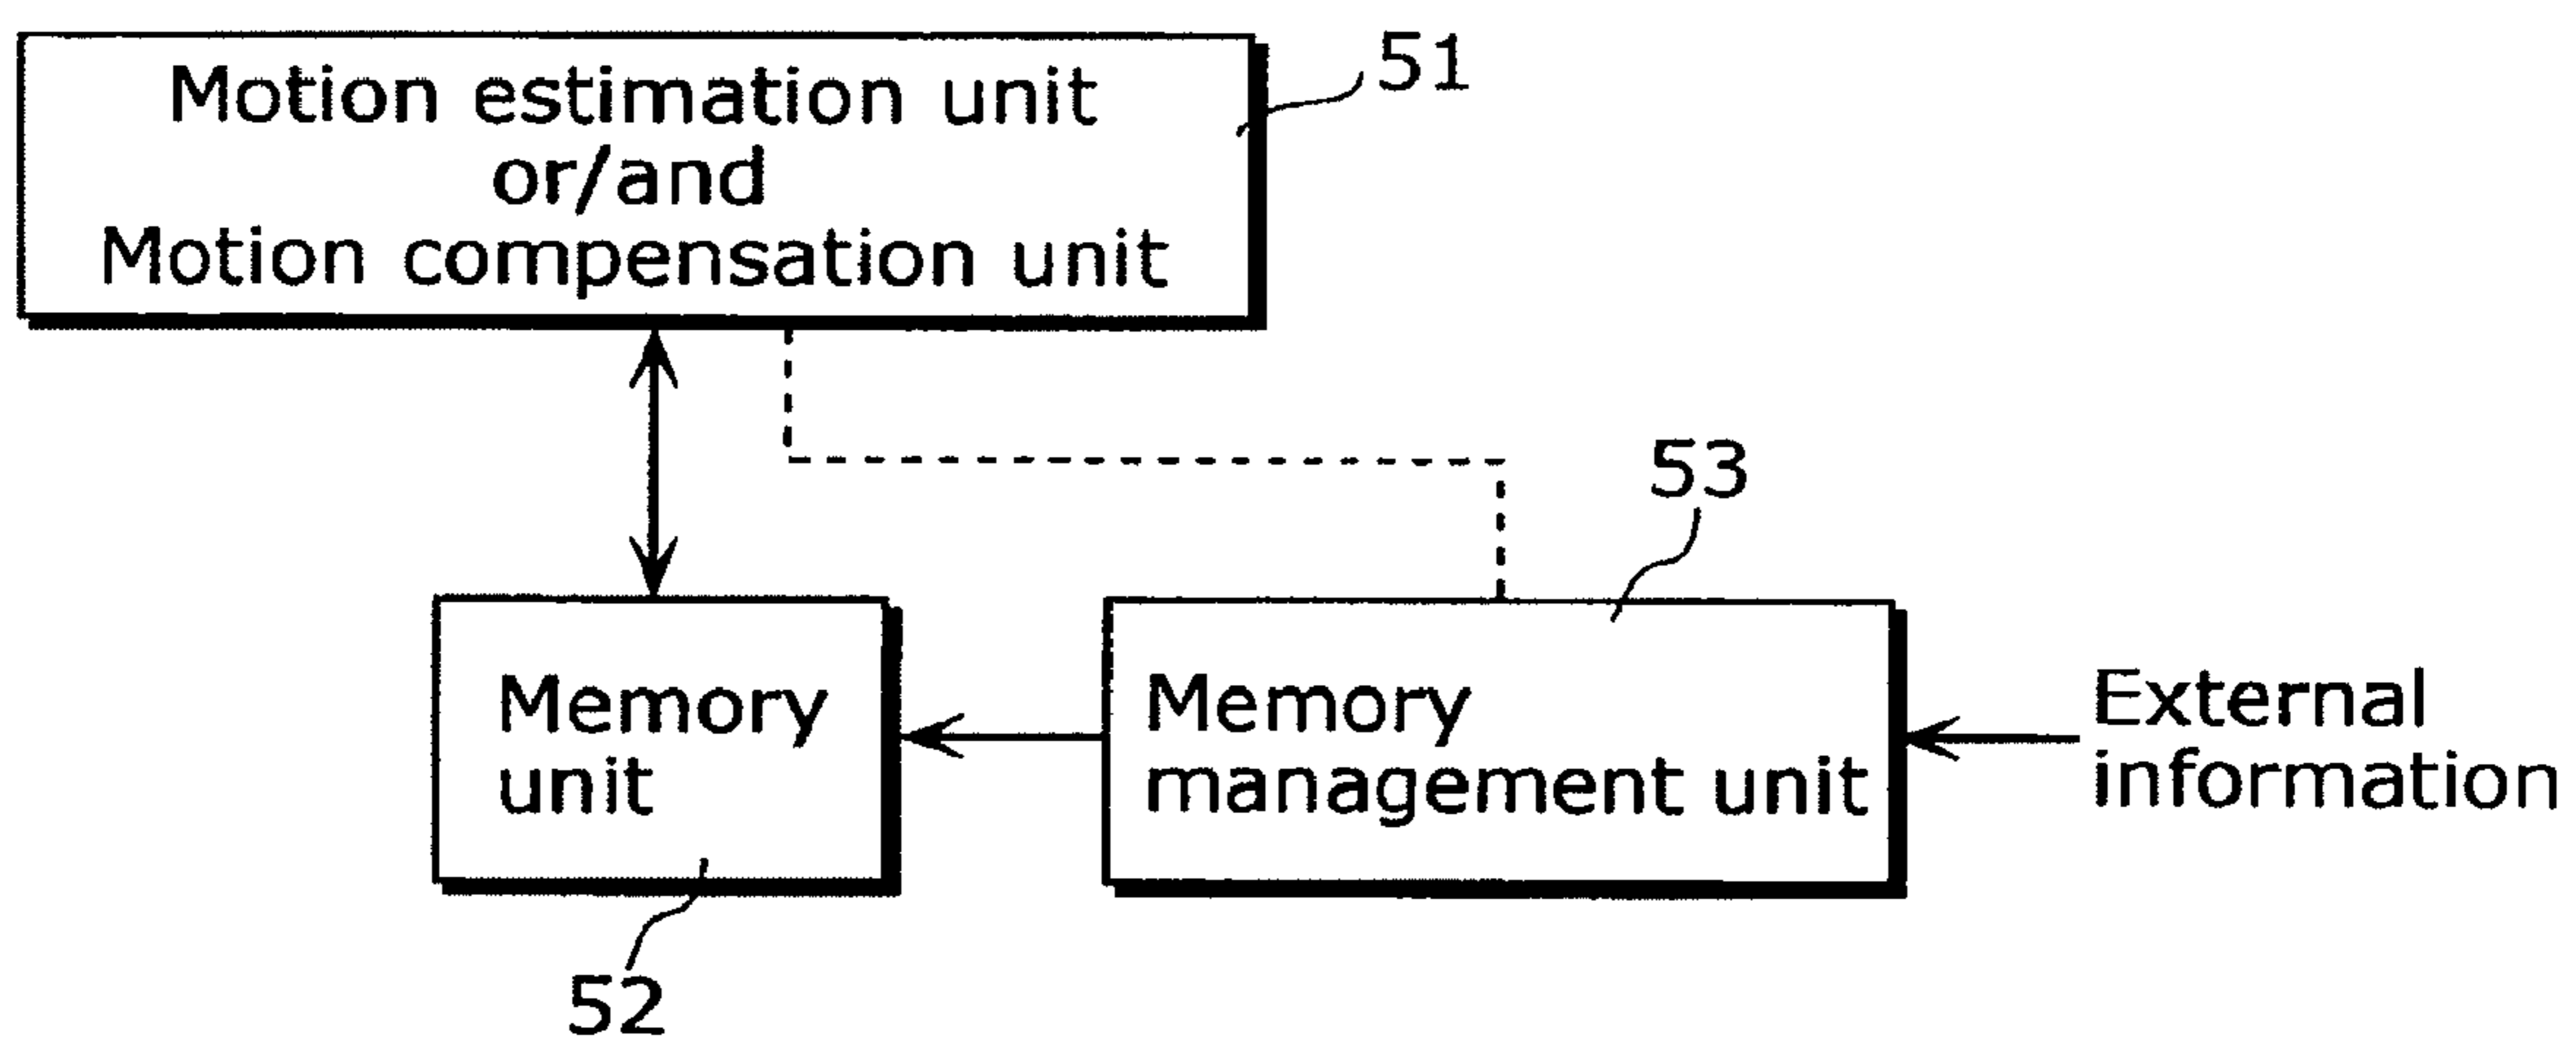 Motion estimation unit
or/and
Motion compensation unit
51
53
Memory
unit
52
Memory
management unit
External
information